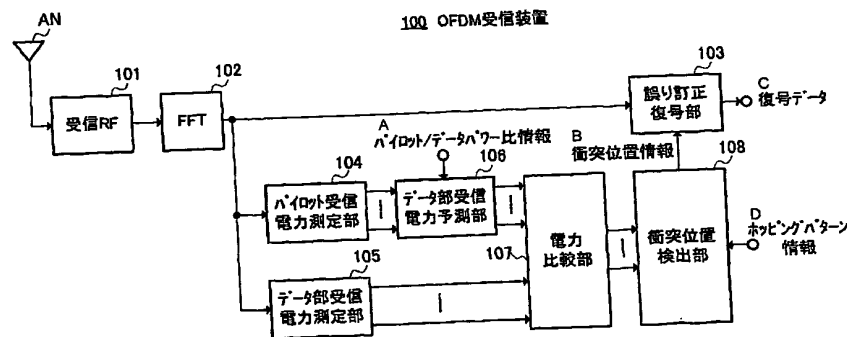 100 OFDM受信装置
AN
101
受信RF
102
FFT
103
誤り訂正
復号部
C
復号データ
A
パイロット/データパワー比情報
B
衝突位置情報
104
パイロット受信
電力測定部
106
データ部受信
電力予測部
107
電力
比較部
108
衝突位置
検出部
D
ホッピングパターン
情報
105
データ部受信
電力測定部